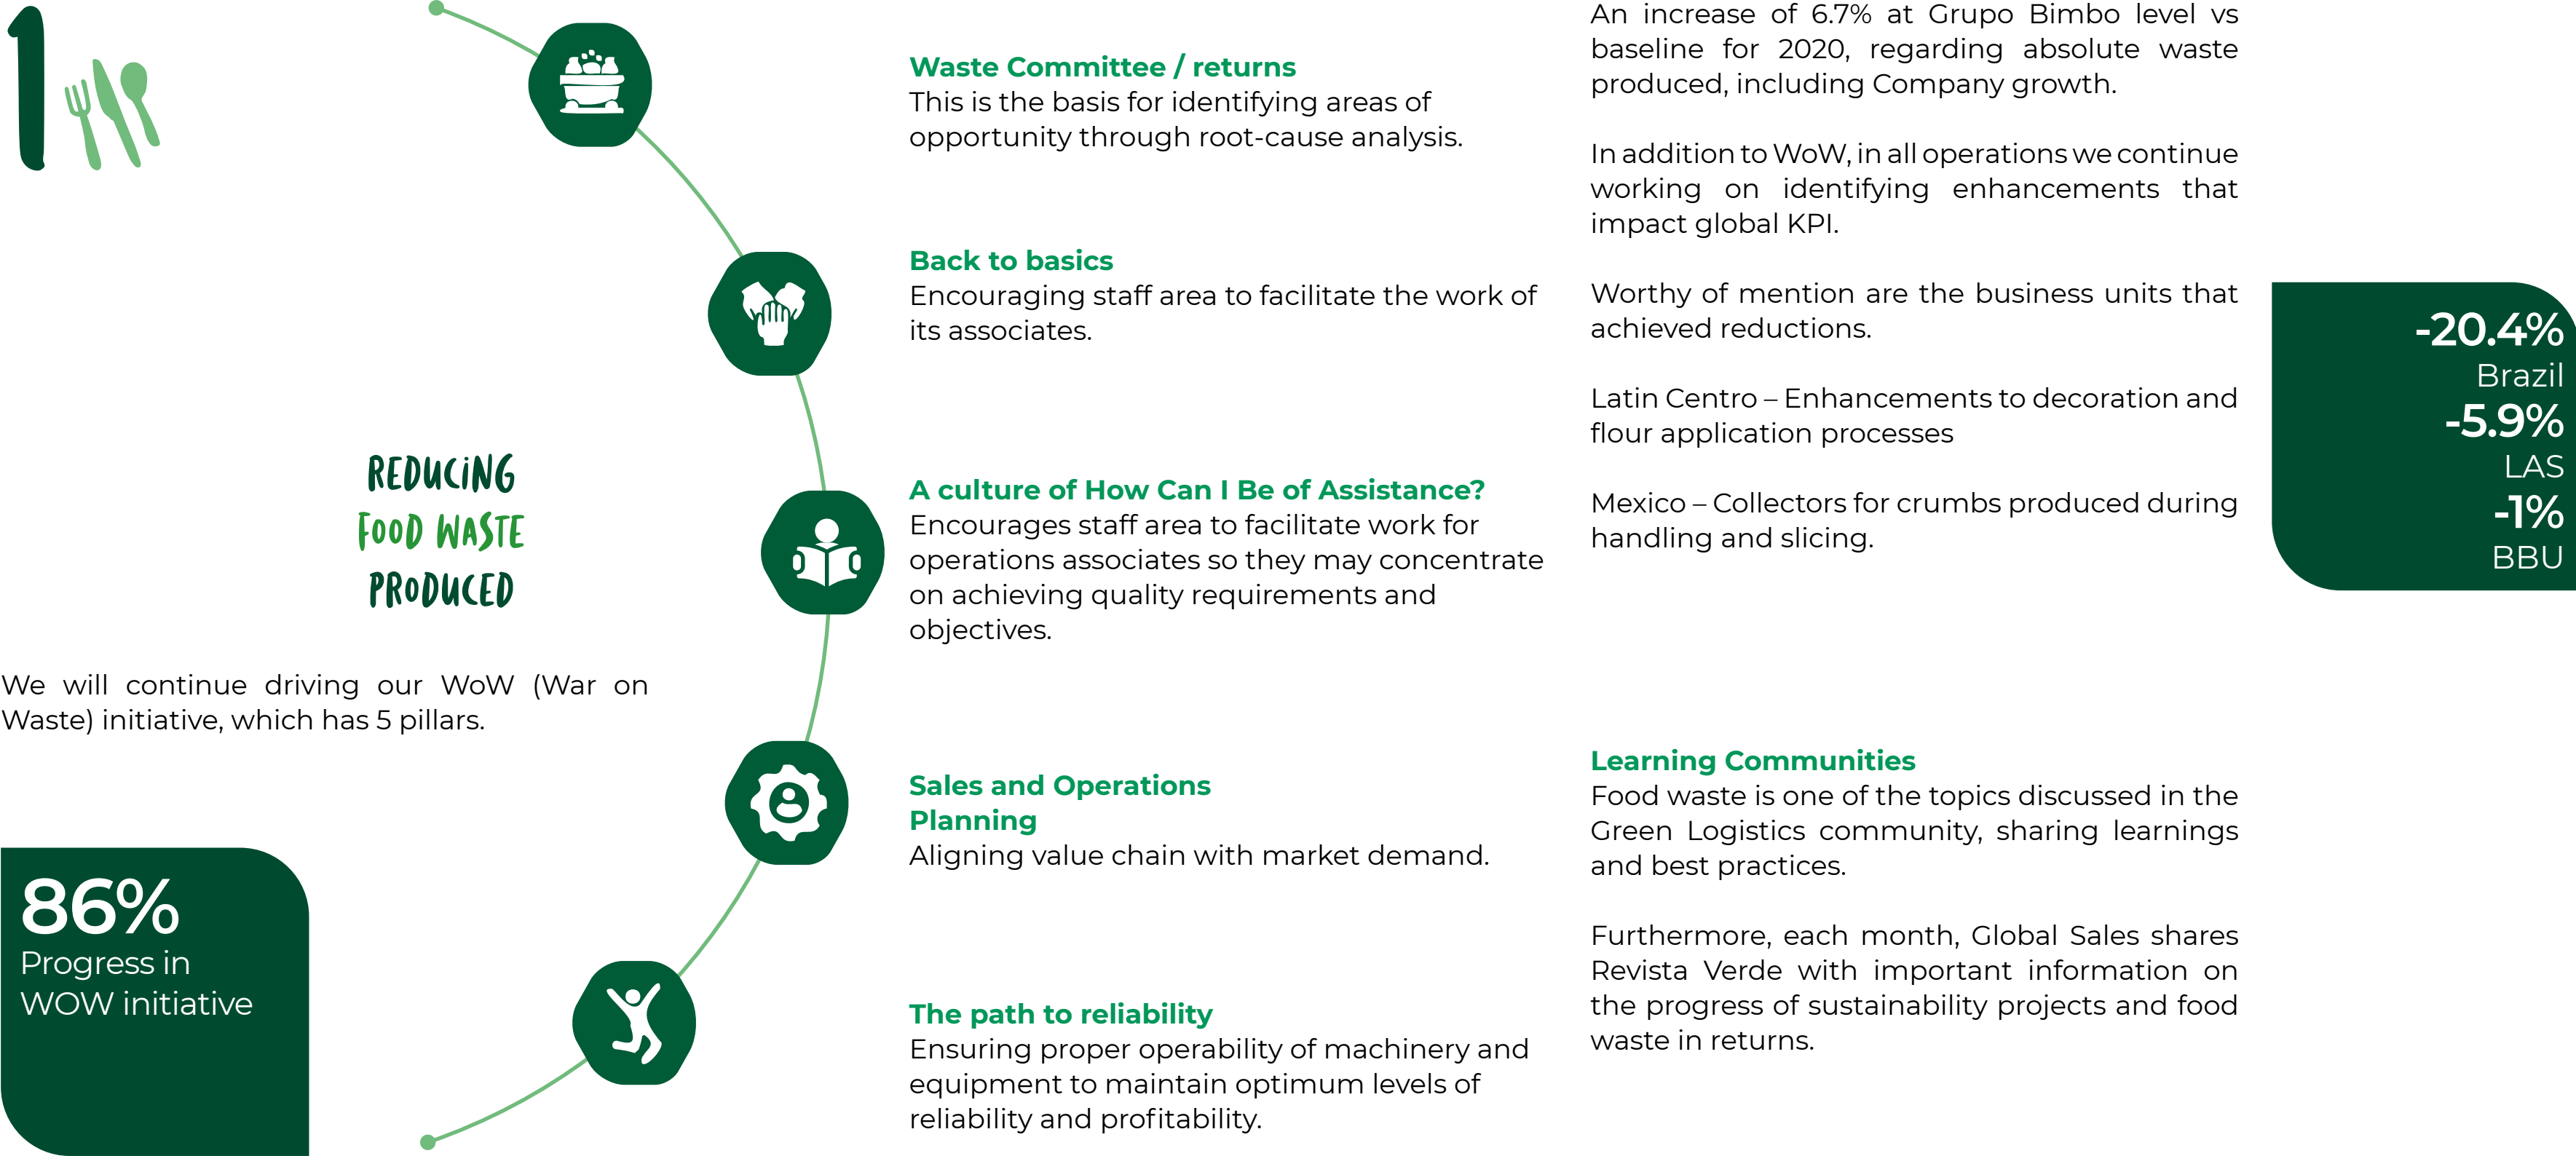 1
REDUCING
FOOD WASTE
PRODUCED
We will continue driving our WoW (War on
Waste) initiative, which has 5 pillars.
86%
Progress in
WOW initiative
Waste Committee / returns
This is the basis for identifying areas of
opportunity through root-cause analysis.
Back to basics
Encouraging staff area to facilitate the work of
its associates.
A culture of How Can I Be of Assistance?
Encourages staff area to facilitate work for
operations associates so they may concentrate
on achieving quality requirements and
objectives.
Sales and Operations
Planning
Aligning value chain with market demand.
The path to reliability
Ensuring proper operability of machinery and
equipment to maintain optimum levels of
reliability and profitability.
An increase of 6.7% at Grupo Bimbo level vs
baseline for 2020, regarding absolute waste
produced, including Company growth.
In addition to WoW, in all operations we continue
working on identifying enhancements that
impact global KPI.
Worthy of mention are the business units that
achieved reductions.
Latin Centro – Enhancements to decoration and
flour application processes
Mexico – Collectors for crumbs produced during
handling and slicing.
-20.4%
Brazil
-5.9%
LAS
-1%
BBU
Learning Communities
Food waste is one of the topics discussed in the
Green Logistics community, sharing learnings
and best practices.
Furthermore, each month, Global Sales shares
Revista Verde with important information on
the progress of sustainability projects and food
waste in returns.